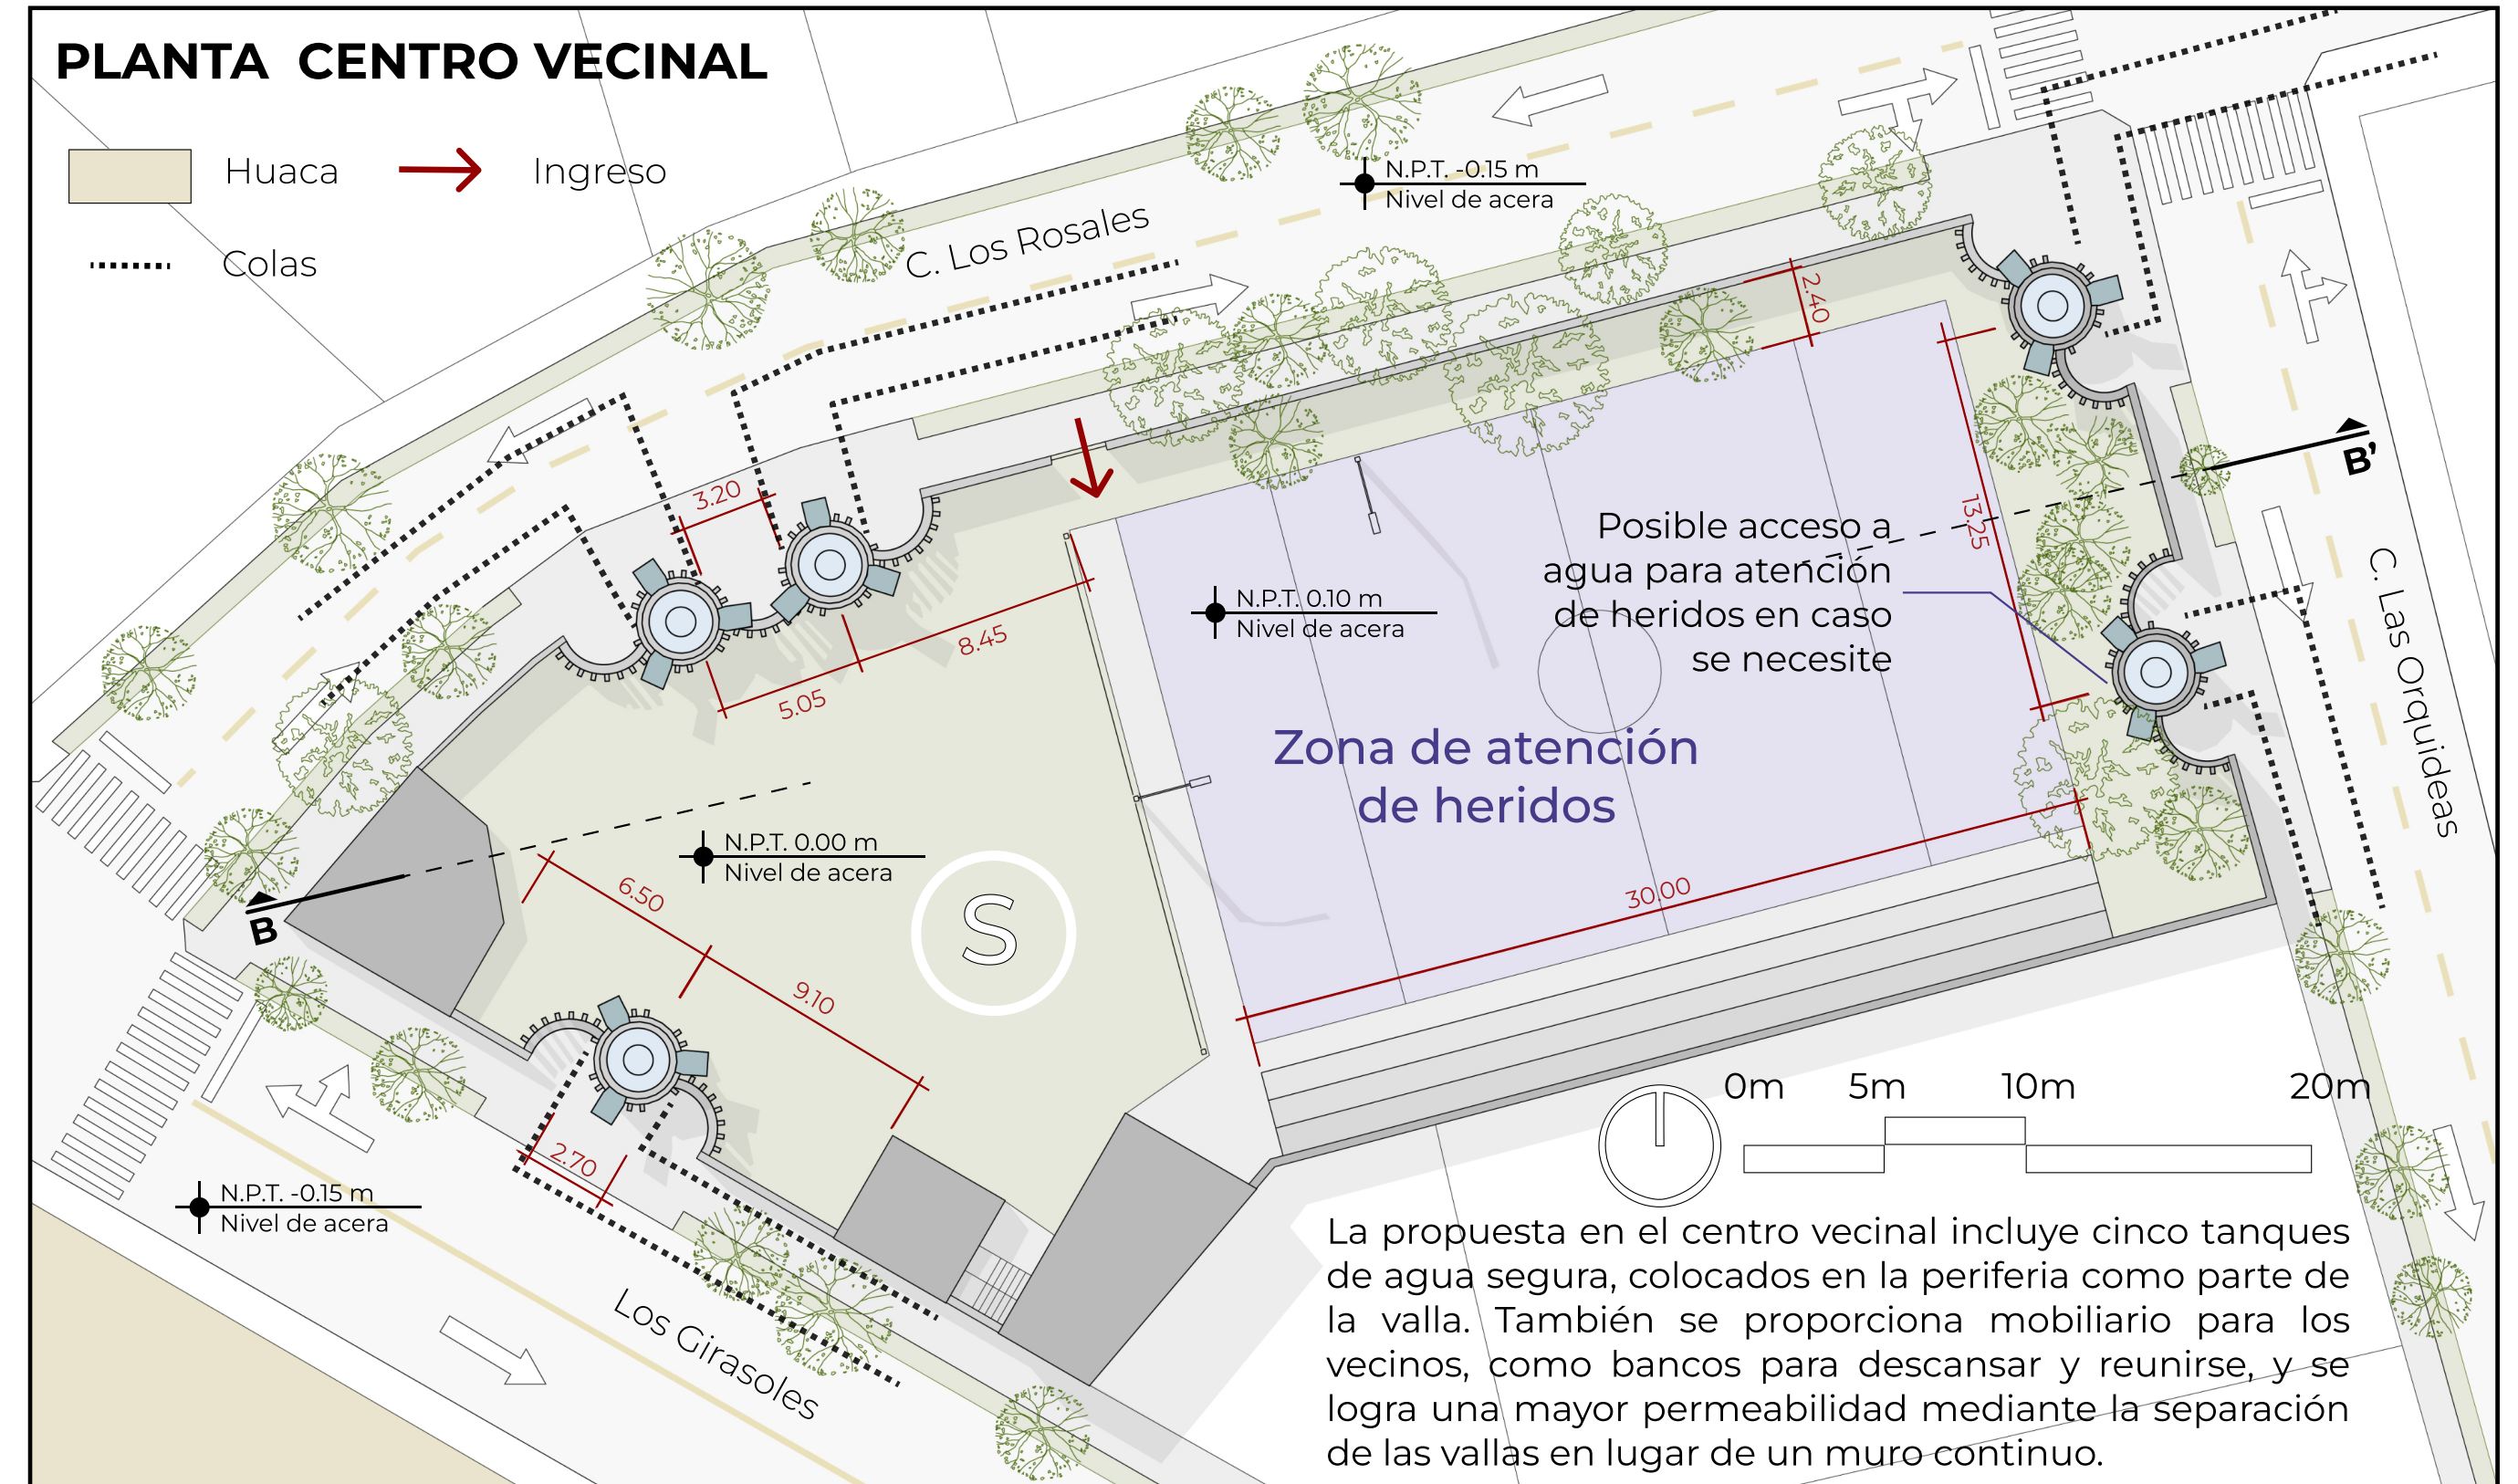 PLANTA CENTRO VECINAL
Huaca
Ingreso
Colas
C. Los Rosales
N.P.T. -0.15 m
Nivel de acera
2.40
3.20
B'
13.25
Posible acceso a
agua para atención
de heridos en caso
se necesite
N.P.T. 0.10 m
Nivel de acera
8.45
5.05
C. Las Orquideas
Zona de atención
de heridos
N.P.T. 0.00 m
Nivel de acera
6.50
S
30.00
B
9.10
2.70
0m 5m 10m 20m
N.P.T. -0.15 m
Nivel de acera
Los Girasoles
La propuesta en el centro vecinal incluye cinco tanques
de agua segura, colocados en la periferia como parte de
la valla. También se proporciona mobiliario para los
vecinos, como bancos para descansar y reunirse, y se
logra una mayor permeabilidad mediante la separación
de las vallas en lugar de un muro continuo.